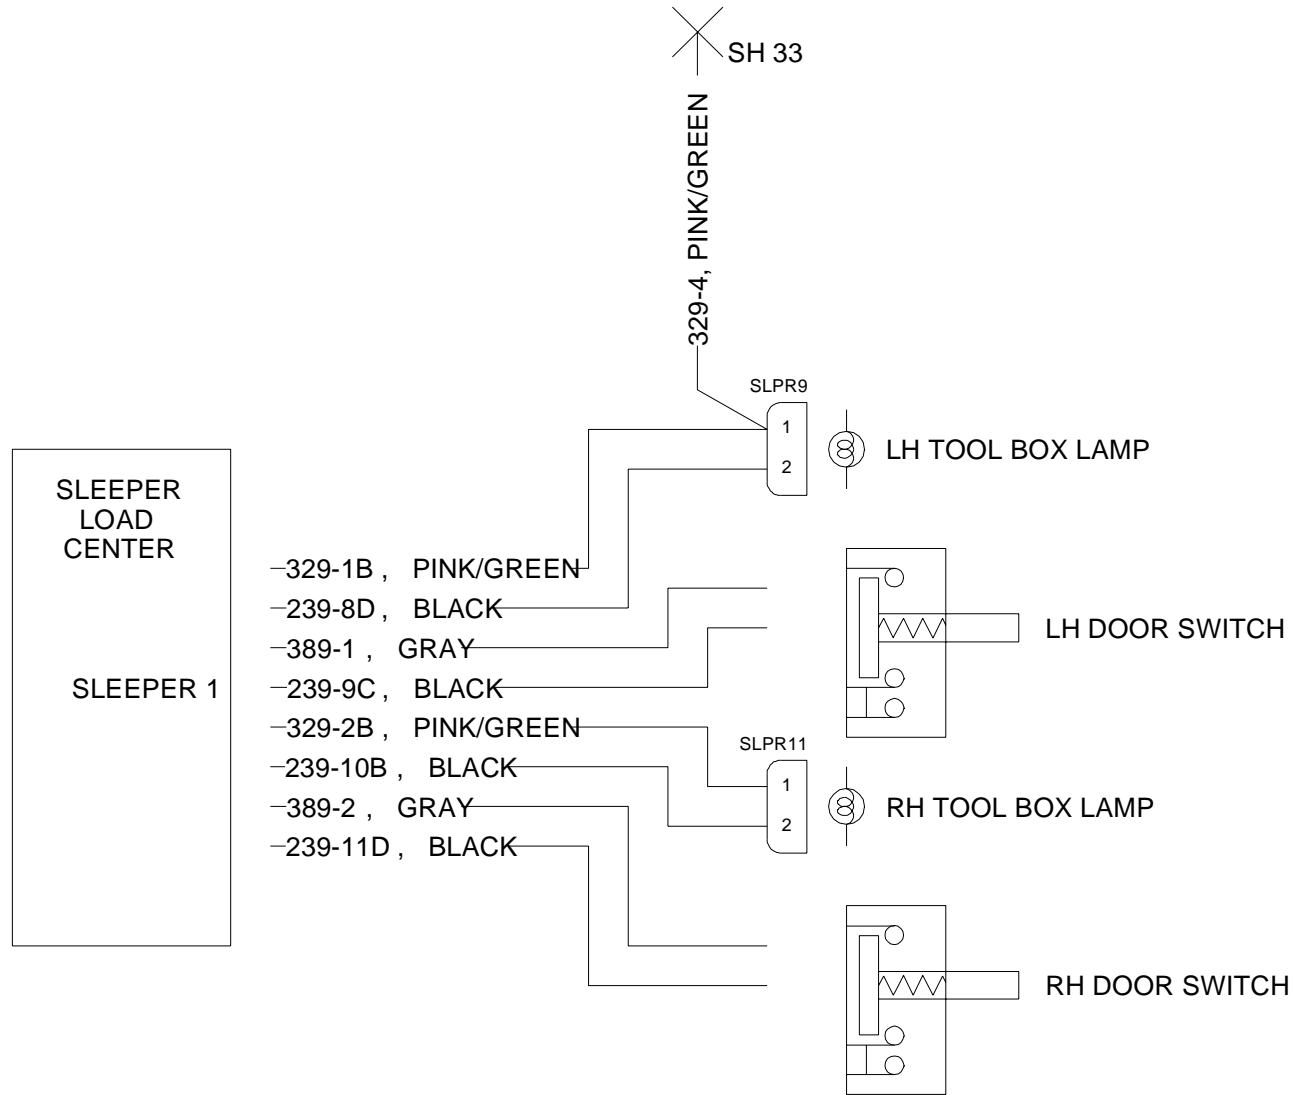 SH 33
329-4, PINK/GREEN
SLPR9
1
2
LH TOOL BOX LAMP
SLEEPER
LOAD
CENTER
SLEEPER 1
329-1B , PINK/GREEN
239-8D , BLACK
389-1 , GRAY
239-9C , BLACK
329-2B , PINK/GREEN
239-10B , BLACK
389-2 , GRAY
239-11D , BLACK
LH DOOR SWITCH
SLPR11
1
2
RH TOOL BOX LAMP
RH DOOR SWITCH